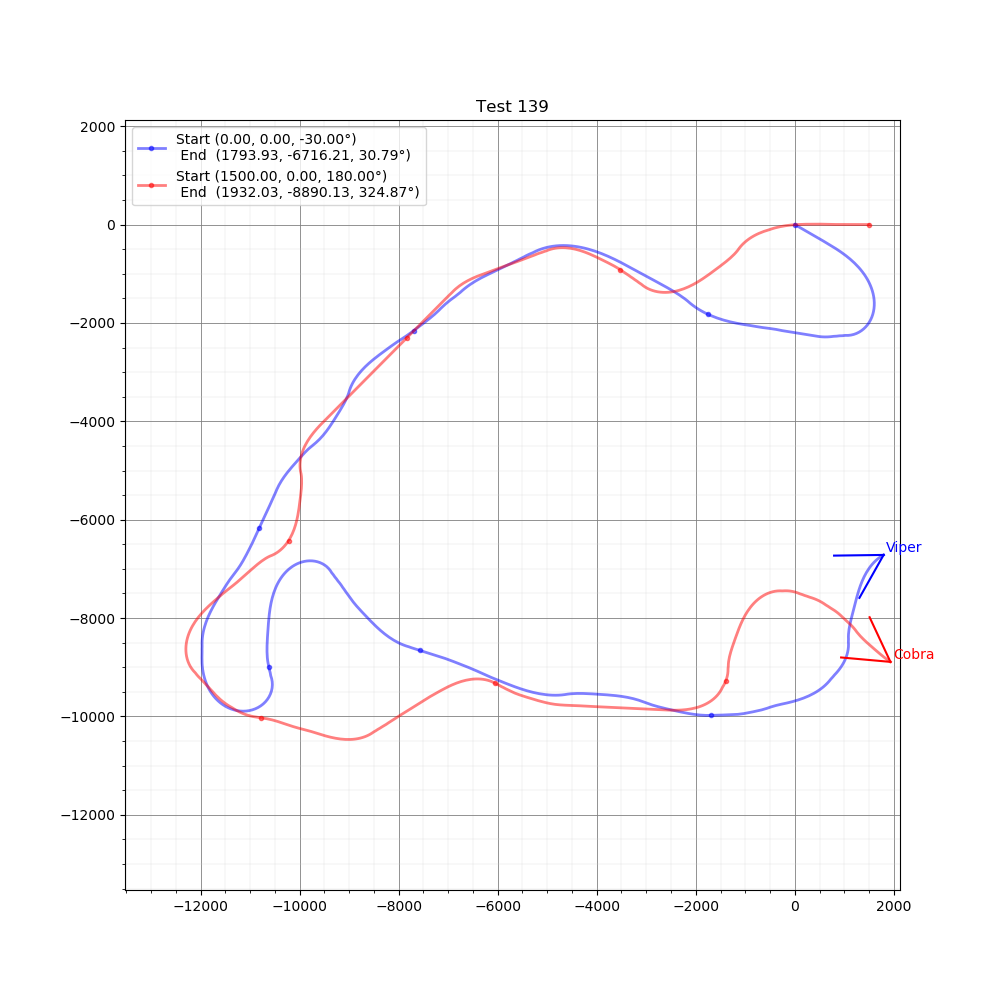 Test 139
Start (0.00, 0.00, -30.00°)
End (1793.93, -6716.21, 30.79°)
Start (1500.00, 0.00, 180.00°)
End (1932.03, -8890.13, 324.87°)
2000
0
−2000
−4000
−6000
−8000
−10000
−12000
Viper
Cobra
−12000 −10000 −8000 −6000 −4000 −2000 0 2000